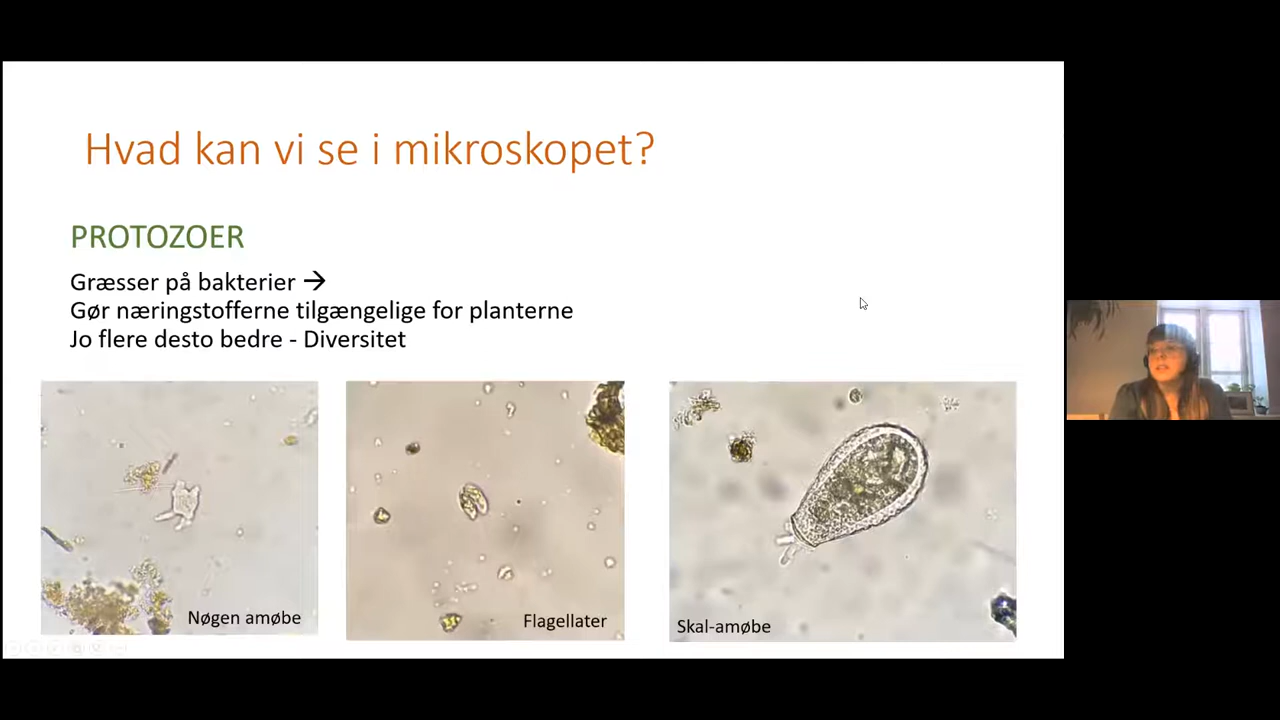 Hvad kan vi se i mikroskopet?
PROTOZOER
Græsser på bakterier →
Gør næringstofferne tilgængelige for planterne
Jo flere desto bedre - Diversitet
Nøgen amøbe
Flagellater
Skal-amøbe